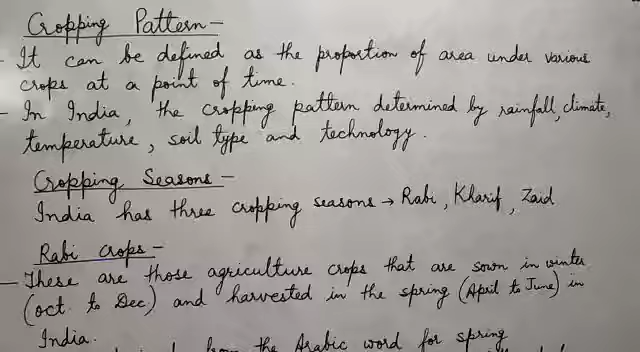 Cropping Pattern -
- It can be defined as the proportion of area under various
crops at a point of time.
- In India, the cropping pattern determined by rainfall, climate,
temperature, soil type and technology.
Cropping Seasons -
India has three cropping seasons → Rabi, Kharif, Zaid
Rabi crops -
- These are those agriculture crops that are sown in winter
(oct. to Dec) and harvested in the spring (April to June) in
India.
from the Arabic word for spring